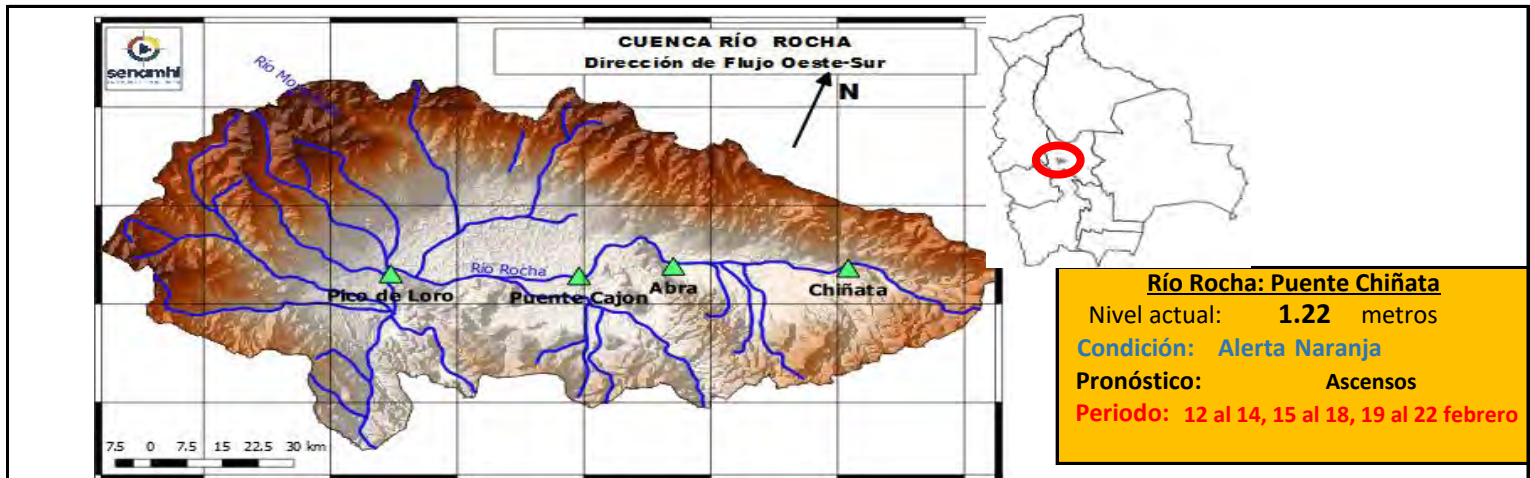 senamhi
CUENCA RÍO ROCHA
Dirección de Flujo Oeste-Sur
N
Río Rocha
Pico de Loro
Puente Cajon
Abra
Chiñata
7.5 0 7.5 15 22.5 30 km
Río Rocha: Puente Chiñata
Nivel actual: 1.22 metros
Condición: Alerta Naranja
Pronóstico: Ascensos
Periodo: 12 al 14, 15 al 18, 19 al 22 febrero